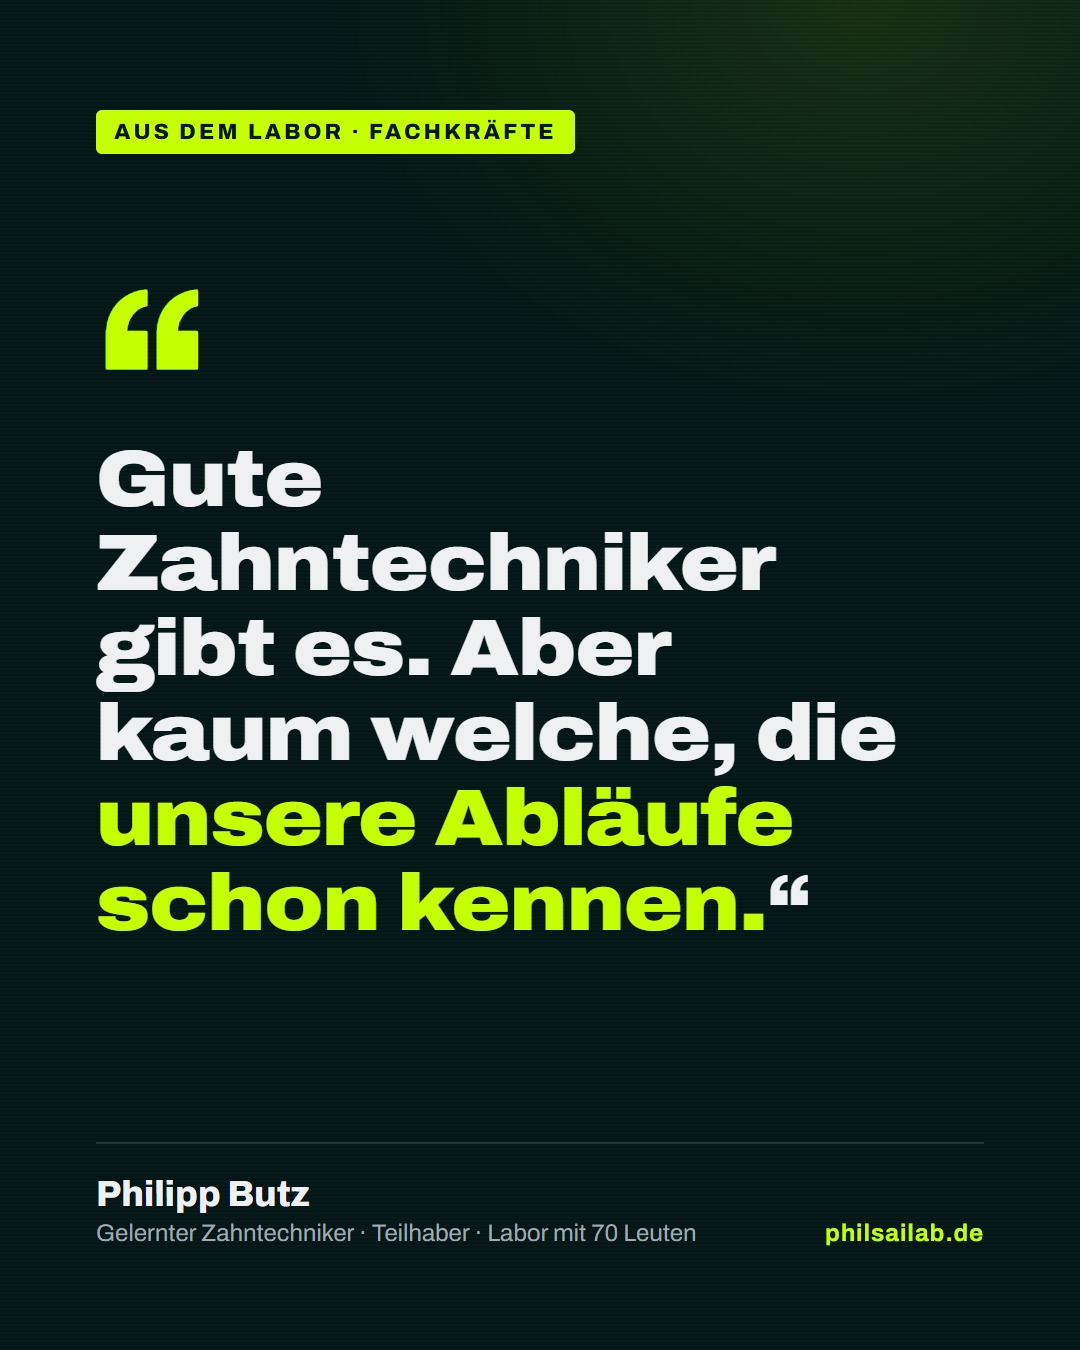 AUS DEM LABOR · FACHKRÄFTE
“
Gute
Zahntechniker
gibt es. Aber
kaum welche, die
unsere Abläufe
schon kennen.“
Philipp Butz
Gelernter Zahntechniker · Teilhaber · Labor mit 70 Leuten
philsailab.de